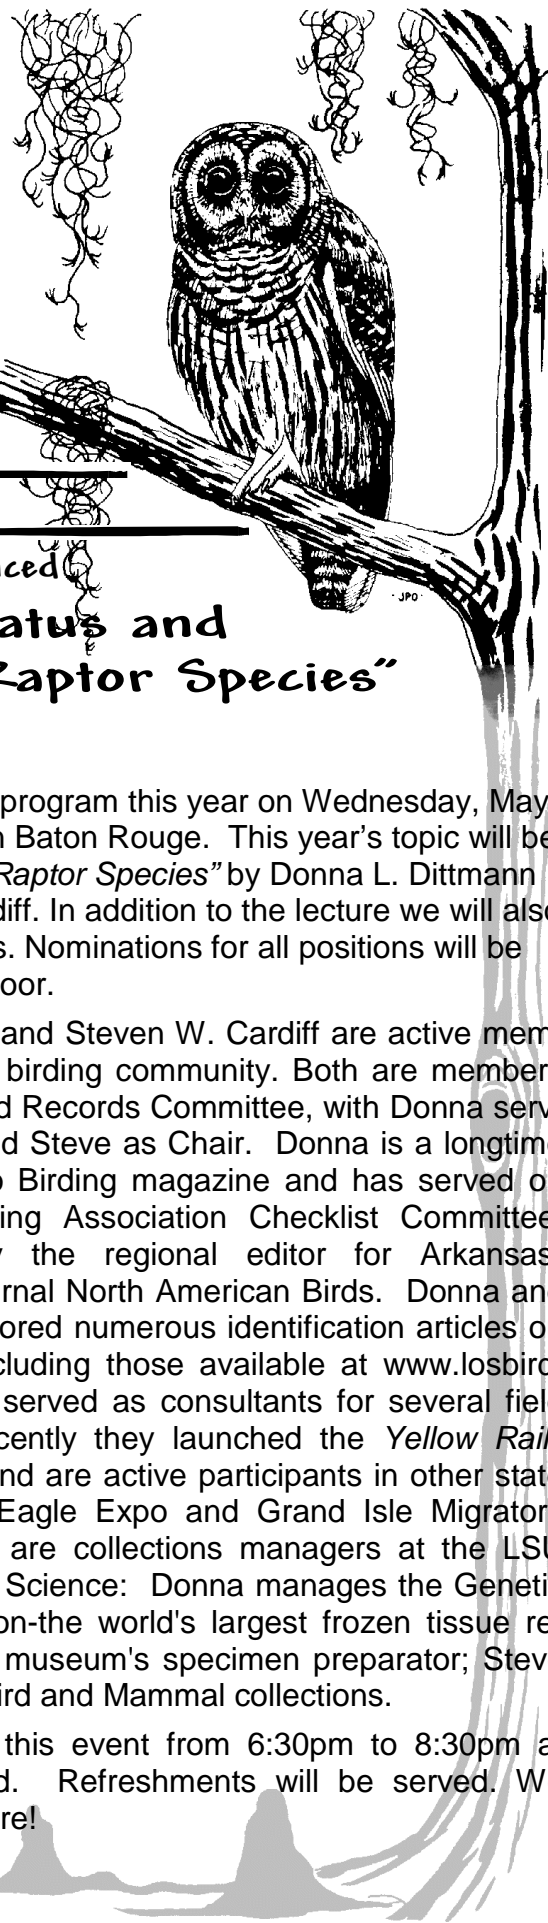 nced
atus and
Raptor Species”
· JPO ·
program this year on Wednesday, May
n Baton Rouge. This year’s topic will be
Raptor Species” by Donna L. Dittmann
diff. In addition to the lecture we will also
s. Nominations for all positions will be
oor.
and Steven W. Cardiff are active mem
birding community. Both are member
d Records Committee, with Donna serv
d Steve as Chair. Donna is a longtime
o Birding magazine and has served o
ing Association Checklist Committee
y the regional editor for Arkansas
rnal North American Birds. Donna and
ored numerous identification articles o
cluding those available at www.losbird
served as consultants for several field
cently they launched the Yellow Rail
nd are active participants in other state
Eagle Expo and Grand Isle Migrator
are collections managers at the LSU
Science: Donna manages the Geneti
on-the world's largest frozen tissue re
museum's specimen preparator; Stev
ird and Mammal collections.
this event from 6:30pm to 8:30pm a
d. Refreshments will be served. W
re!